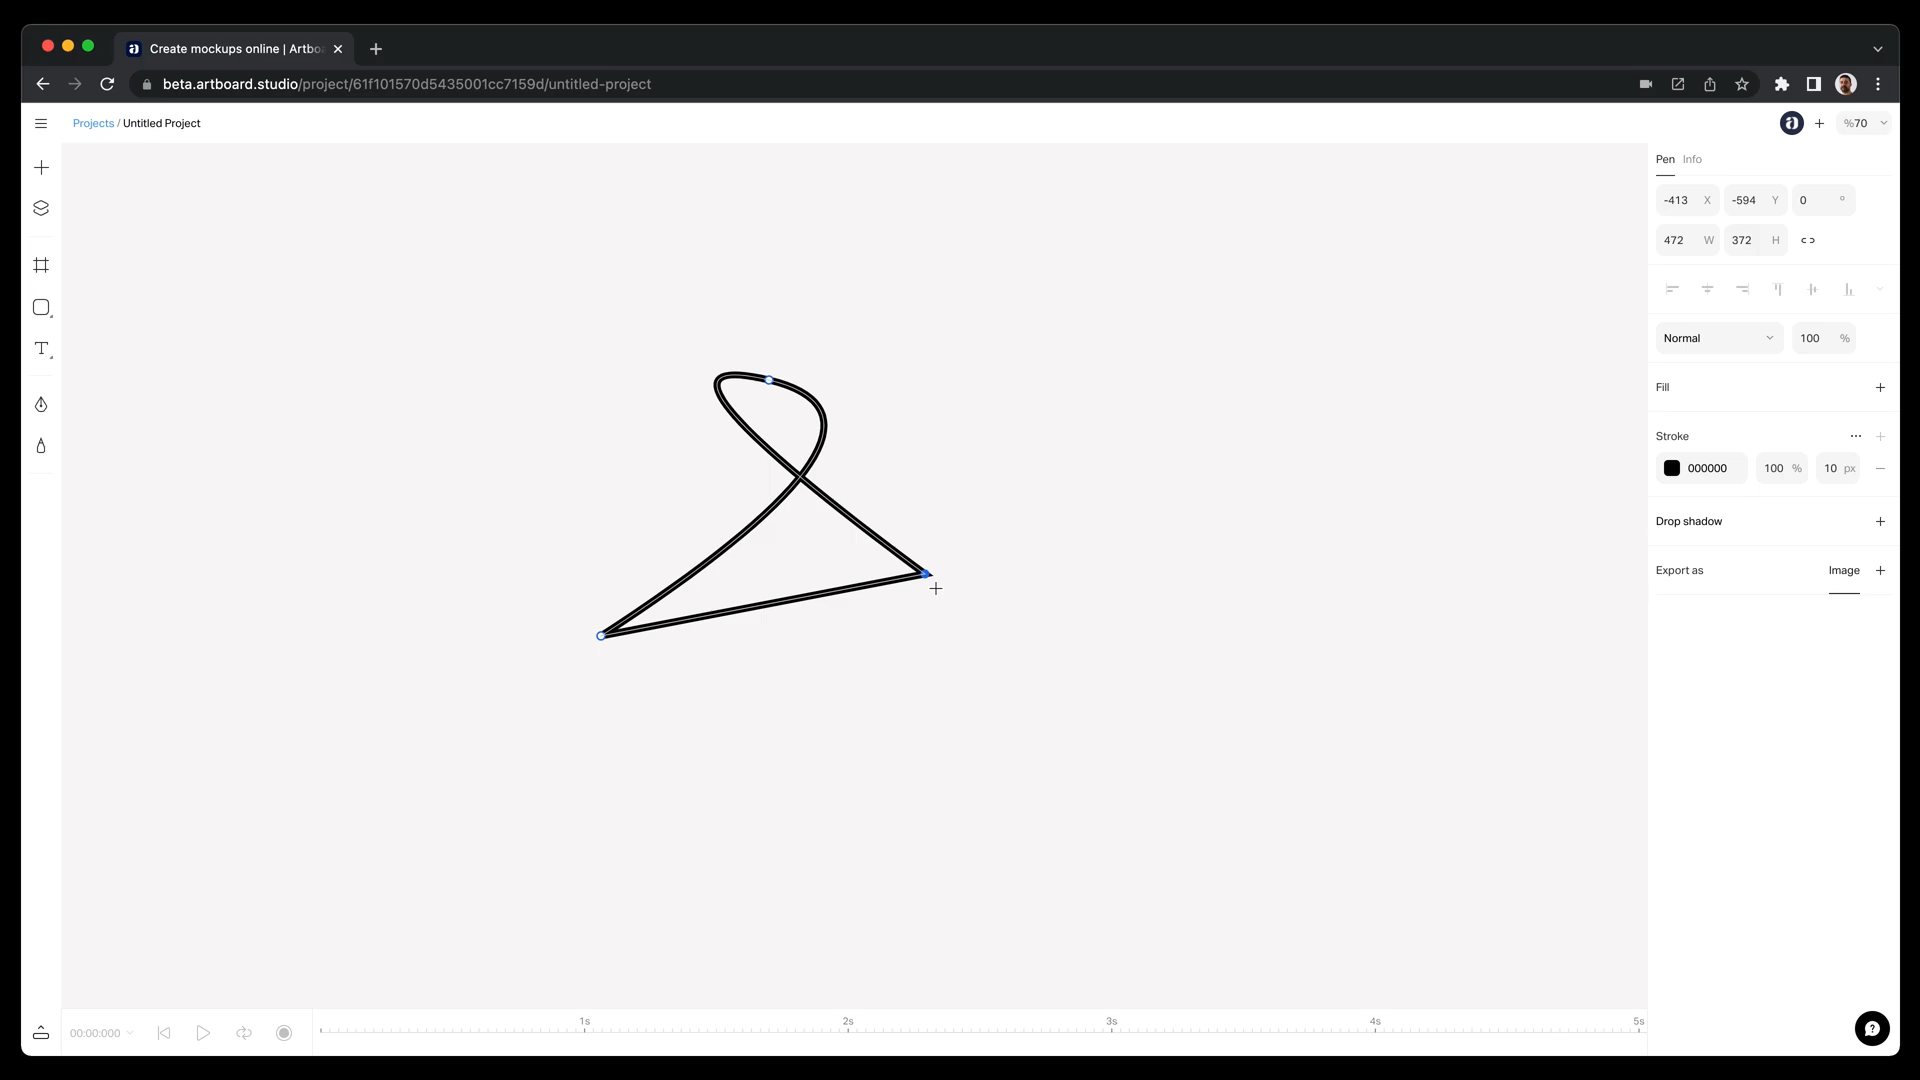 Create mockups online | Artboa
beta.artboard.studio/project/61f101570d5435001cc7159d/untitled-project
Projects / Untitled Project
%70
Pen Info
-413 X -594 Y 0 °
472 W 372 H
Normal 100 %
Fill
Stroke
000000 100 % 10 px
Drop shadow
Export as Image
T
00:00:000
1s 2s 3s 4s 5s